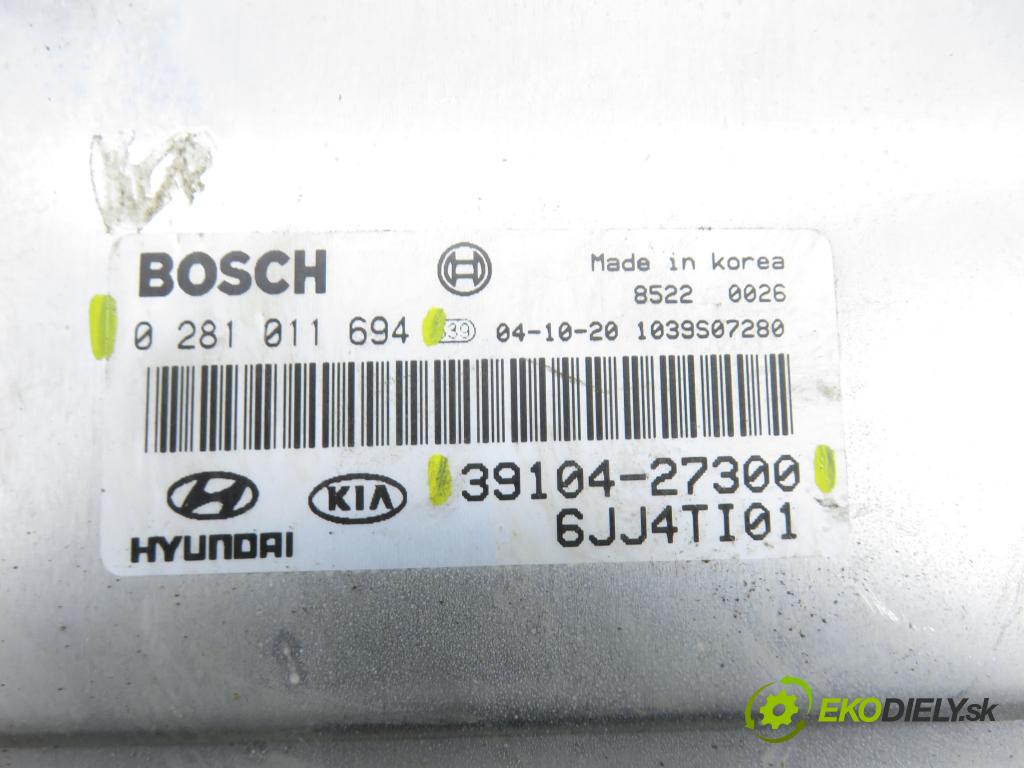 BOSCH
Made in korea
8522 0026
0 281 011 694 04-10-20 1039S07280
KIA 39104-27300
HYUNDAI 6JJ4TI01
EKODIELY.sk